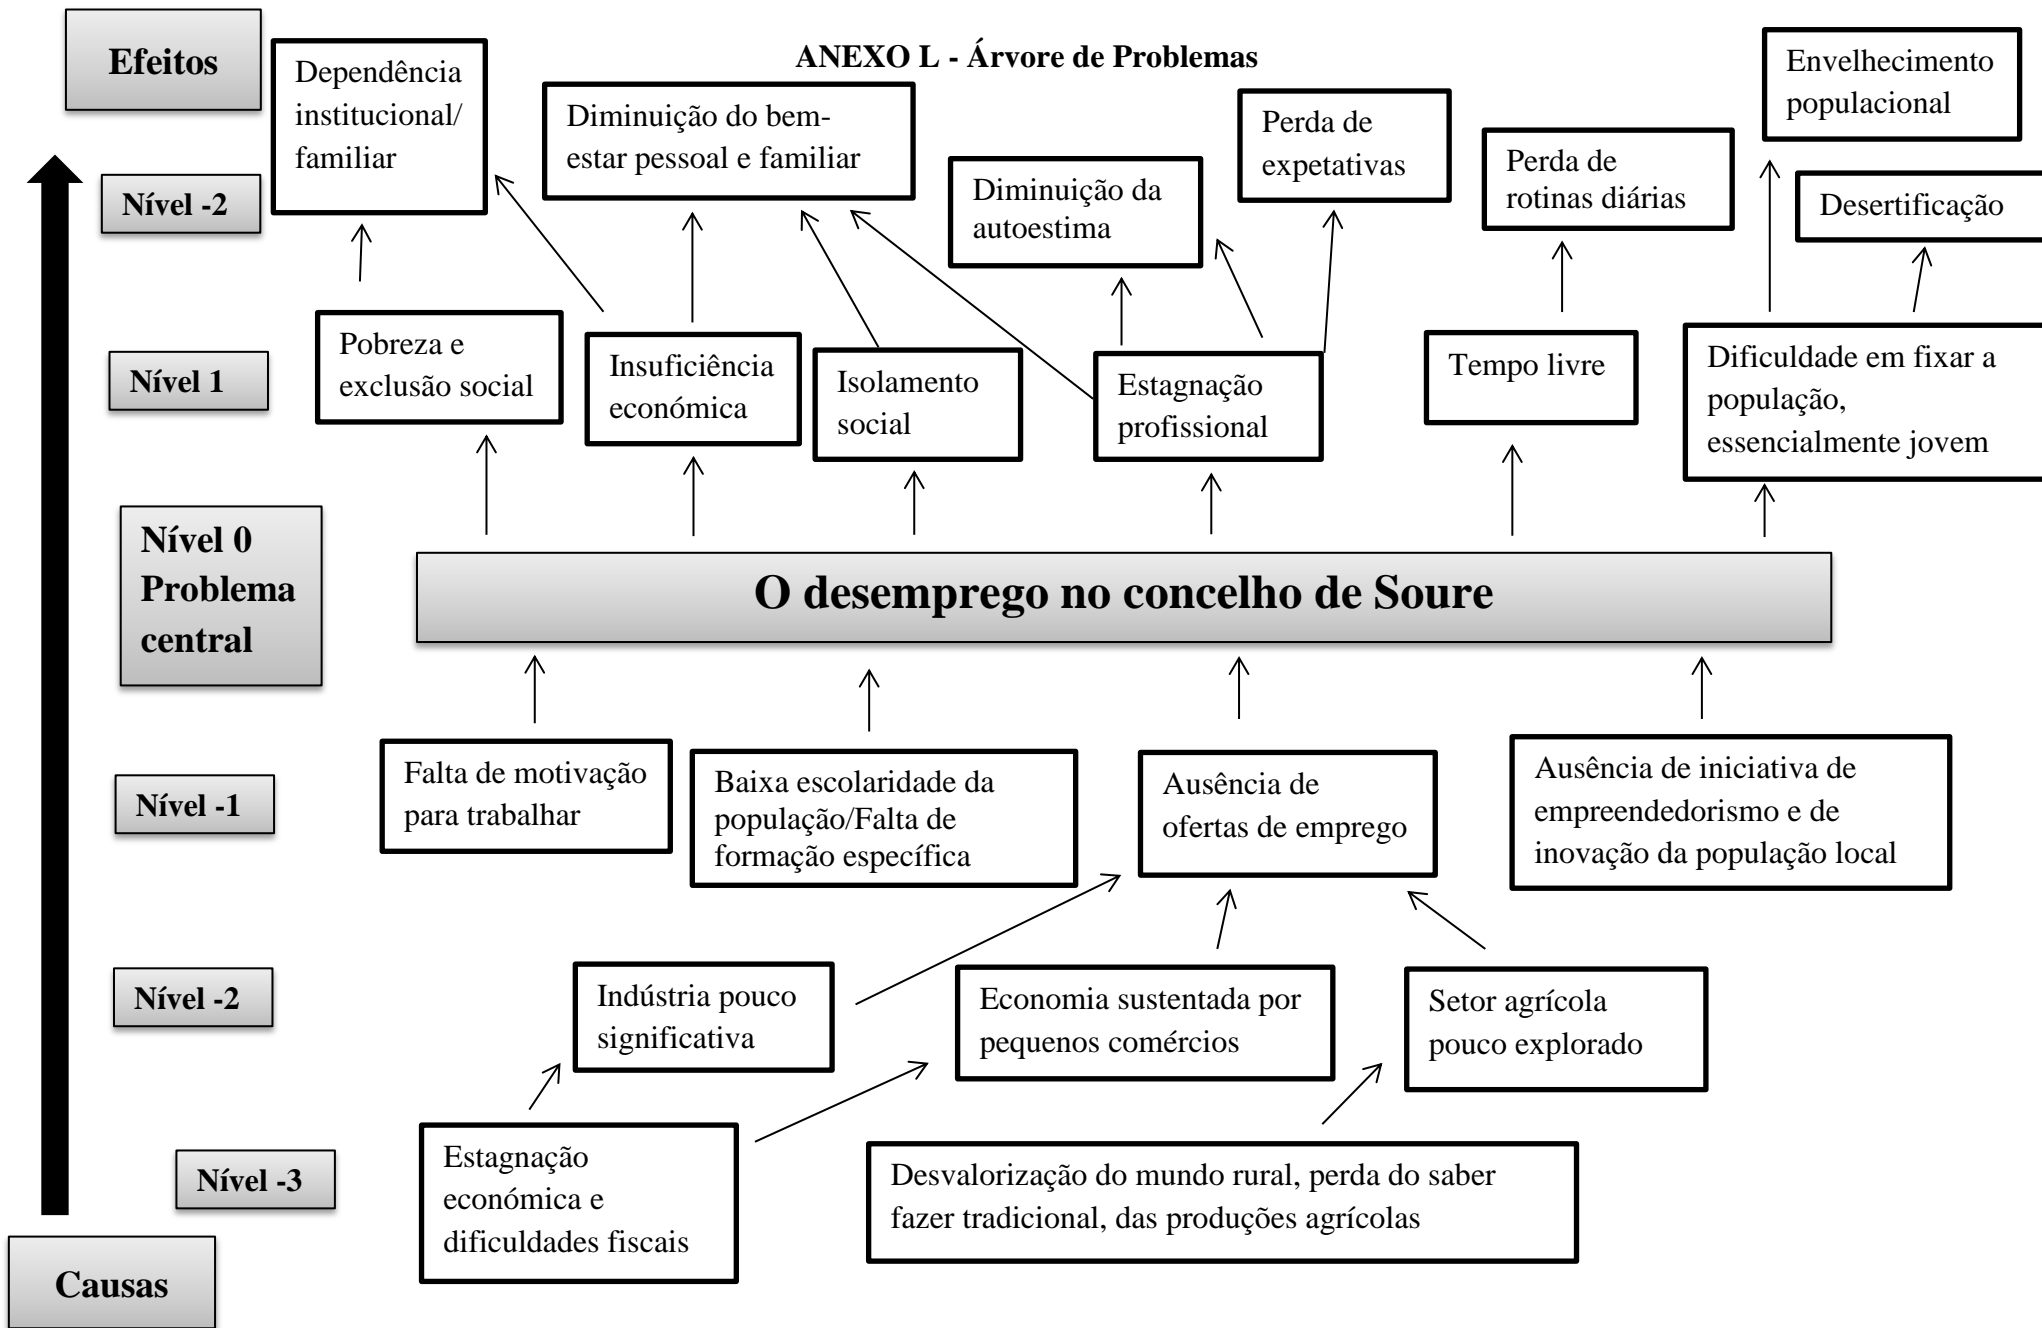 ANEXO L - Árvore de Problemas
Efeitos
Dependência
institucional/
familiar
Diminuição do bem-
estar pessoal e familiar
Diminuição da
autoestima
Perda de
expetativas
Perda de
rotinas diárias
Envelhecimento
populacional
Desertificação
Nível -2
Nível 1
Pobreza e
exclusão social
Insuficiência
económica
Isolamento
social
Estagnação
profissional
Tempo livre
Dificuldade em fixar a
população,
essencialmente jovem
Nível 0
Problema
central
O desemprego no concelho de Soure
Nível -1
Falta de motivação
para trabalhar
Baixa escolaridade da
população/Falta de
formação específica
Ausência de
ofertas de emprego
Ausência de iniciativa de
empreendedorismo e de
inovação da população local
Nível -2
Indústria pouco
significativa
Economia sustentada por
pequenos comércios
Setor agrícola
pouco explorado
Nível -3
Estagnação
económica e
dificuldades fiscais
Desvalorização do mundo rural, perda do saber
fazer tradicional, das produções agrícolas
Causas